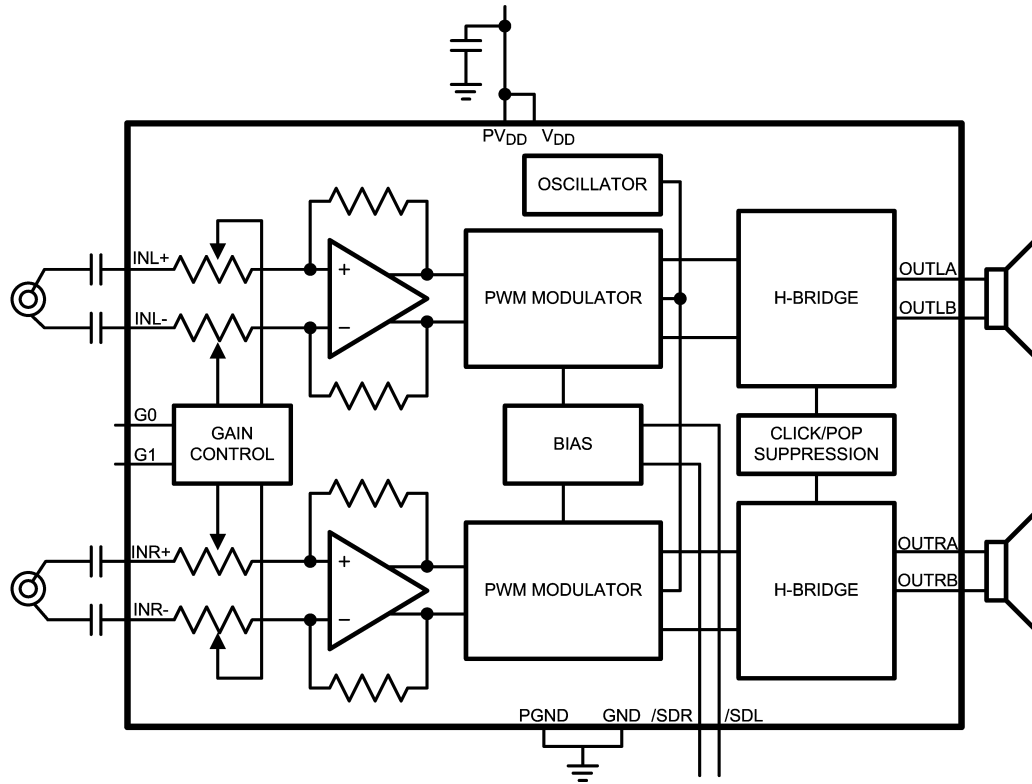 PVDD VDD
OSCILLATOR
INL+
+
PWM MODULATOR
H-BRIDGE
OUTLA
OUTLB
INL-
−
G0
G1
GAIN
CONTROL
BIAS
CLICK/POP
SUPPRESSION
INR+
+
PWM MODULATOR
H-BRIDGE
OUTRA
OUTRB
INR-
−
PGND GND /SDR /SDL